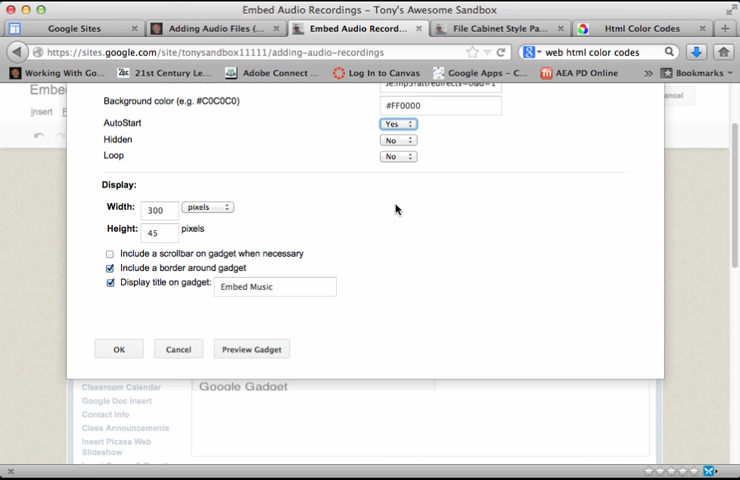 Embed Audio Recordings - Tony's Awesome Sandbox
Google Sites
Adding Audio Files (...
Embed Audio Record...
File Cabinet Style Pa...
Html Color Codes
https://sites.google.com/site/tonysandbox11111/adding-audio-recordings
web html color codes
Working With Go...
21st Century Le...
Adobe Connect ...
Log In to Canvas
Google Apps - C...
AEA PD Online
»
Bookmarks
Embe
ancel
Insert
Background color (e.g. #C0C0C0)
#FF0000
AutoStart
Yes
Hidden
No
Loop
No
Display:
Width:
300
pixels
Height:
45
pixels
Include a scrollbar on gadget when necessary
Include a border around gadget
Display title on gadget:
Embed Music
OK
Cancel
Preview Gadget
Classroom Calendar
Google Doc Insert
Contact Info
Class Announcements
Insert Picasa Web
Slideshow
Google Gadget